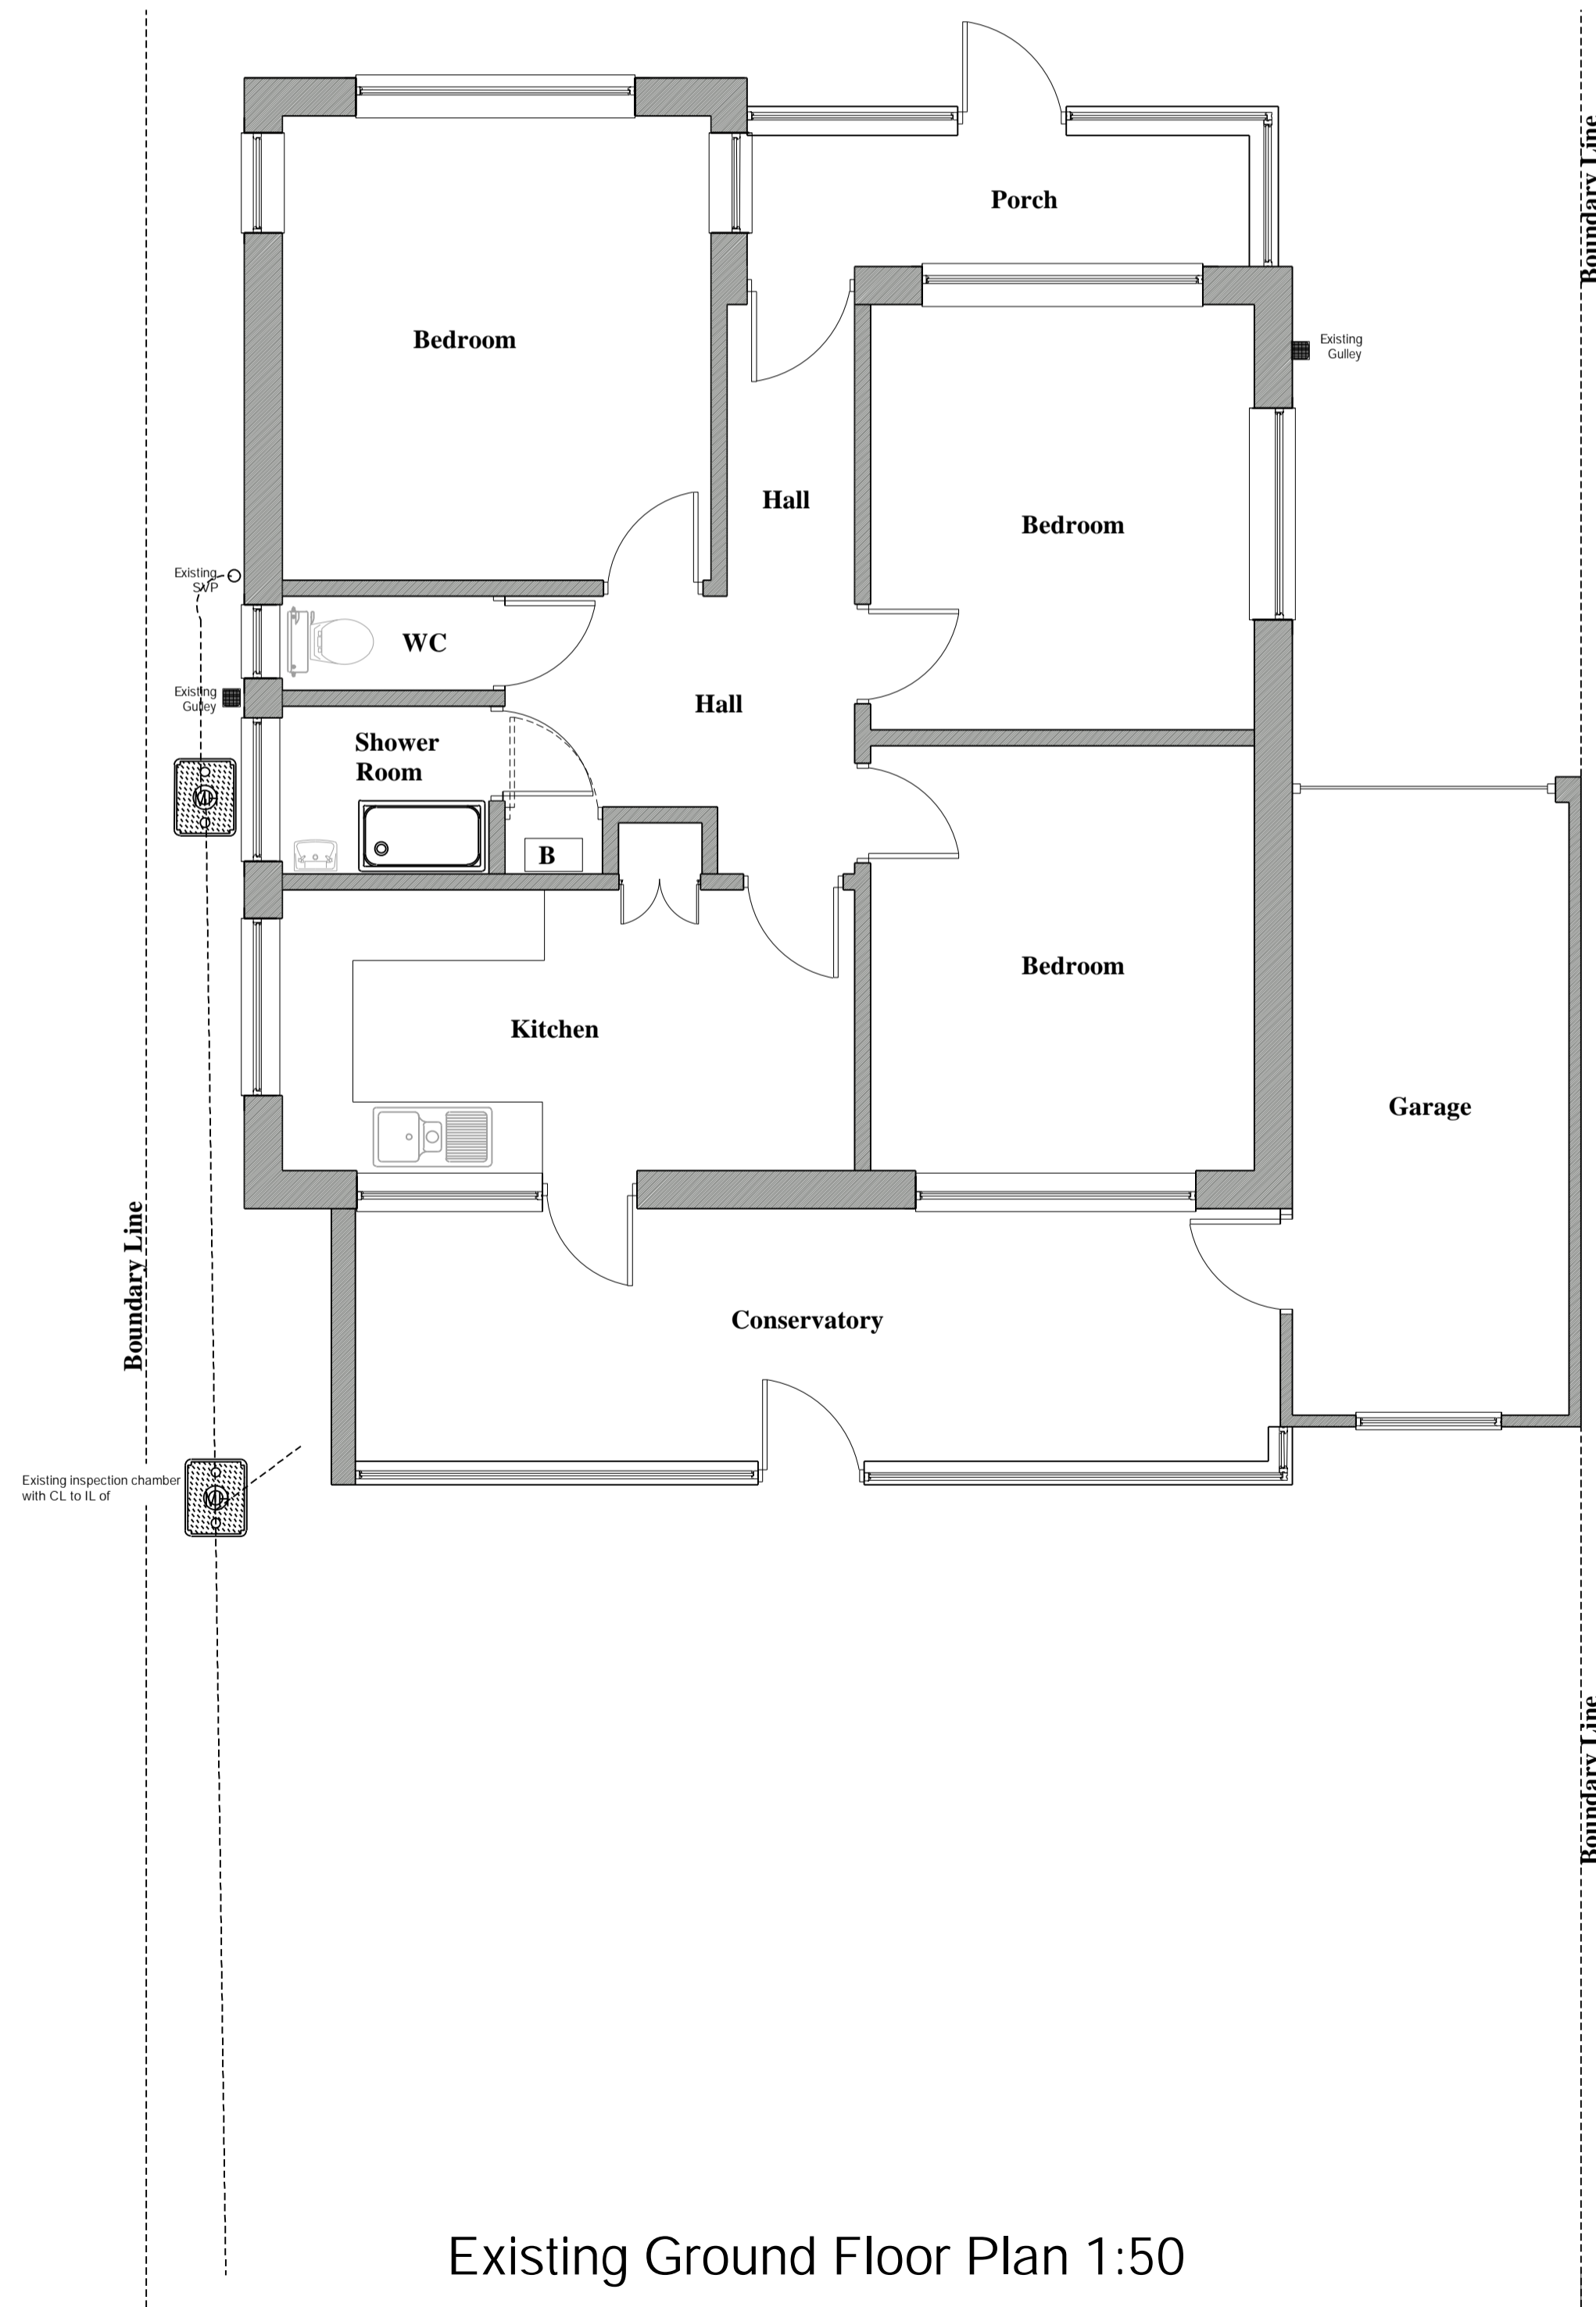 Boundary Line
Porch
Existing
Gulley
Bedroom
Hall
Bedroom
Existing
SVP
WC
Existing
Gulley
Hall
Shower
Room
B
Bedroom
Kitchen
Garage
Boundary Line
Conservatory
Existing inspection chamber
with CL to IL of
Boundary Line
Existing Ground Floor Plan 1:50